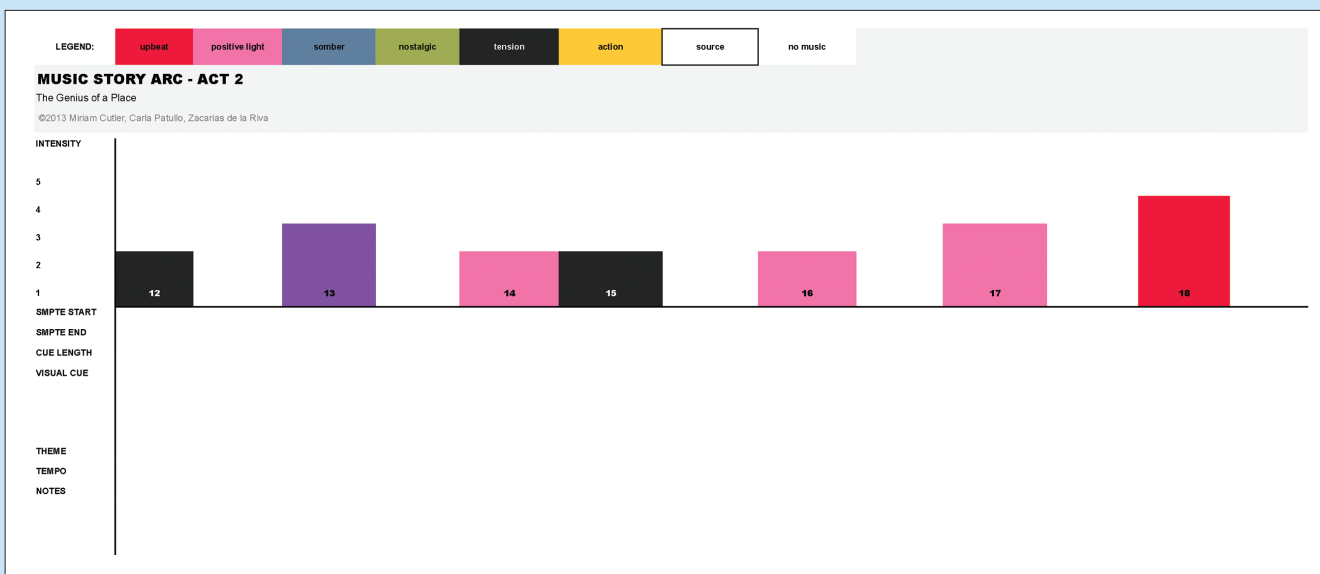 LEGEND: upbeat positive light somber nostalgic tension action source no music
MUSIC STORY ARC - ACT 2
The Genius of a Place
©2013 Miriam Cutler, Carla Patullo, Zacarias de la Riva
INTENSITY
5
4
3
2
1 12 13 14 15 16 17 18
SMPTE START
SMPTE END
CUE LENGTH
VISUAL CUE
THEME
TEMPO
NOTES